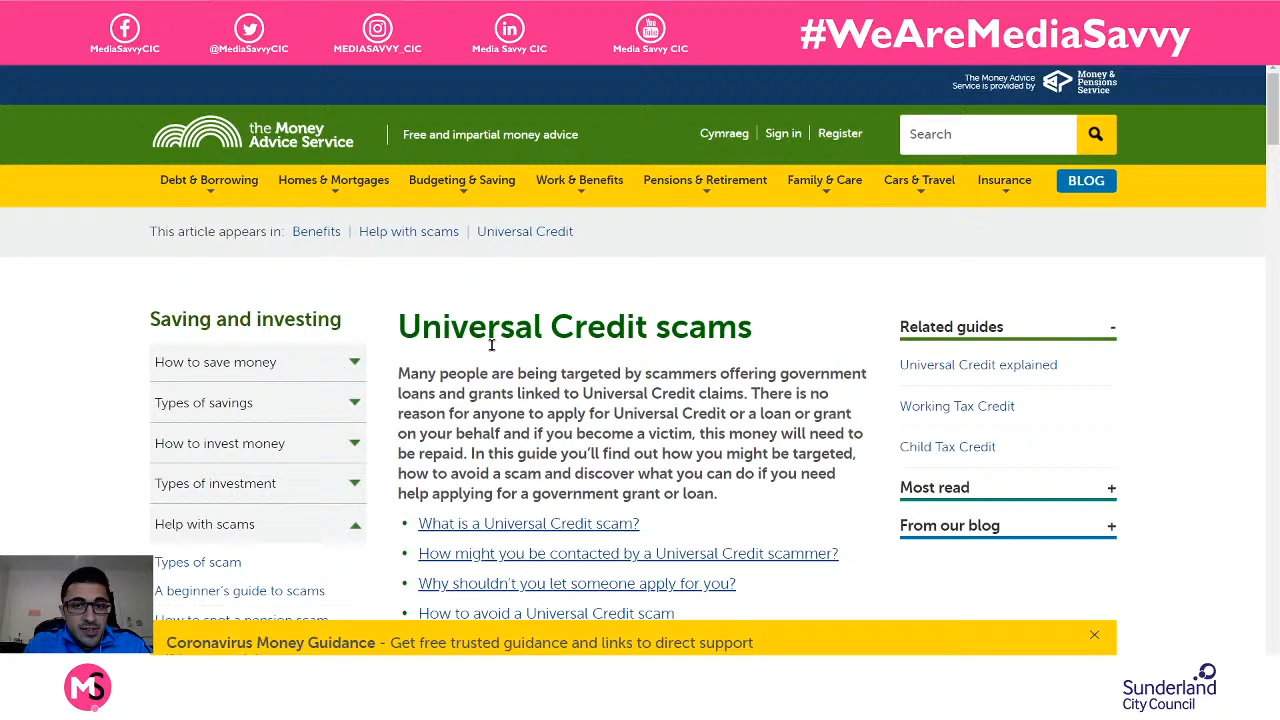 MediaSavvyCIC
@MediaSavvyCIC
MEDIASAVVY_CIC
in
Media Savvy CIC
You
Tube
Media Savvy CIC
#WeAreMediaSavvy
The Money Advice
Service is provided by
Money &
Pensions
Service
the Money
Advice Service
Free and impartial money advice
Cymraeg
Sign in
Register
Search
Debt & Borrowing
Homes & Mortgages
Budgeting & Saving
Work & Benefits
Pensions & Retirement
Family & Care
Cars & Travel
Insurance
BLOG
This article appears in: Benefits | Help with scams | Universal Credit
Saving and investing
How to save money
Types of savings
How to invest money
Types of investment
Help with scams
Types of scam
A beginner's guide to scams
How to spot a pension scam
Universal Credit scams
Many people are being targeted by scammers offering government
loans and grants linked to Universal Credit claims. There is no
reason for anyone to apply for Universal Credit or a loan or grant
on your behalf and if you become a victim, this money will need to
be repaid. In this guide you'll find out how you might be targeted,
how to avoid a scam and discover what you can do if you need
help applying for a government grant or loan.
• What is a Universal Credit scam?
• How might you be contacted by a Universal Credit scammer?
• Why shouldn't you let someone apply for you?
• How to avoid a Universal Credit scam
Related guides -
Universal Credit explained
Working Tax Credit
Child Tax Credit
Most read +
From our blog +
Coronavirus Money Guidance - Get free trusted guidance and links to direct support
MS
Sunderland
City Council